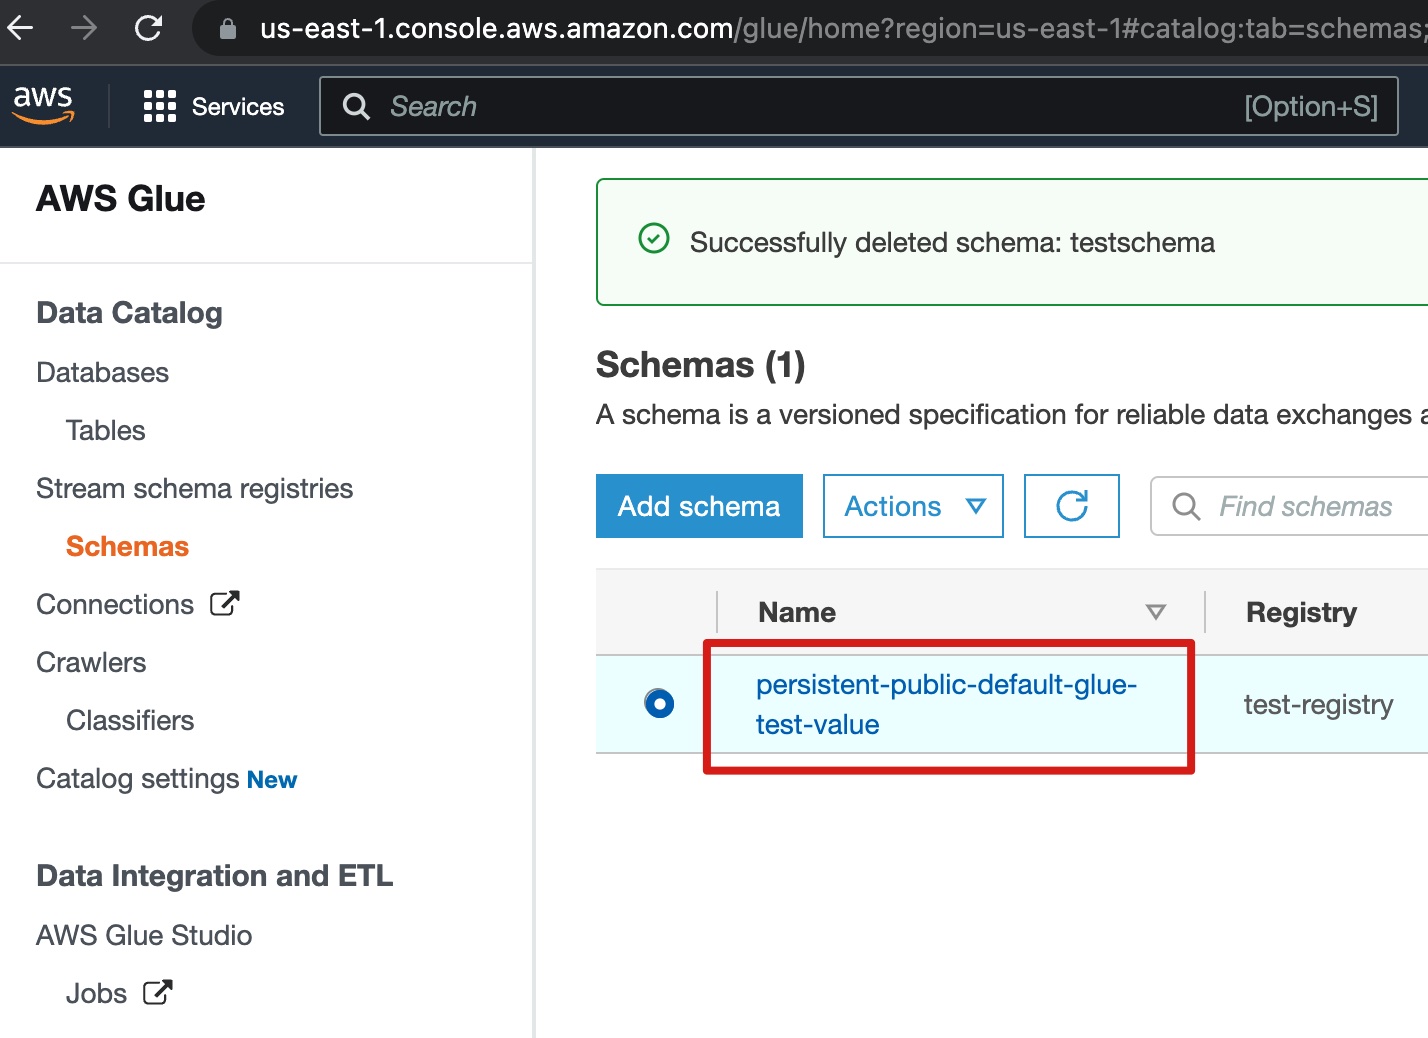 us-east-1.console.aws.amazon.com/glue/home?region=us-east-1#catalog:tab=schemas;
aws
Services
Search
[Option+S]
AWS Glue
Data Catalog
Databases
Tables
Stream schema registries
Schemas
Connections
Crawlers
Classifiers
Catalog settings New
Data Integration and ETL
AWS Glue Studio
Jobs
Successfully deleted schema: testschema
Schemas (1)
A schema is a versioned specification for reliable data exchanges
Add schema
Actions
Find schemas
Name
Registry
persistent-public-default-glue-
test-value
test-registry